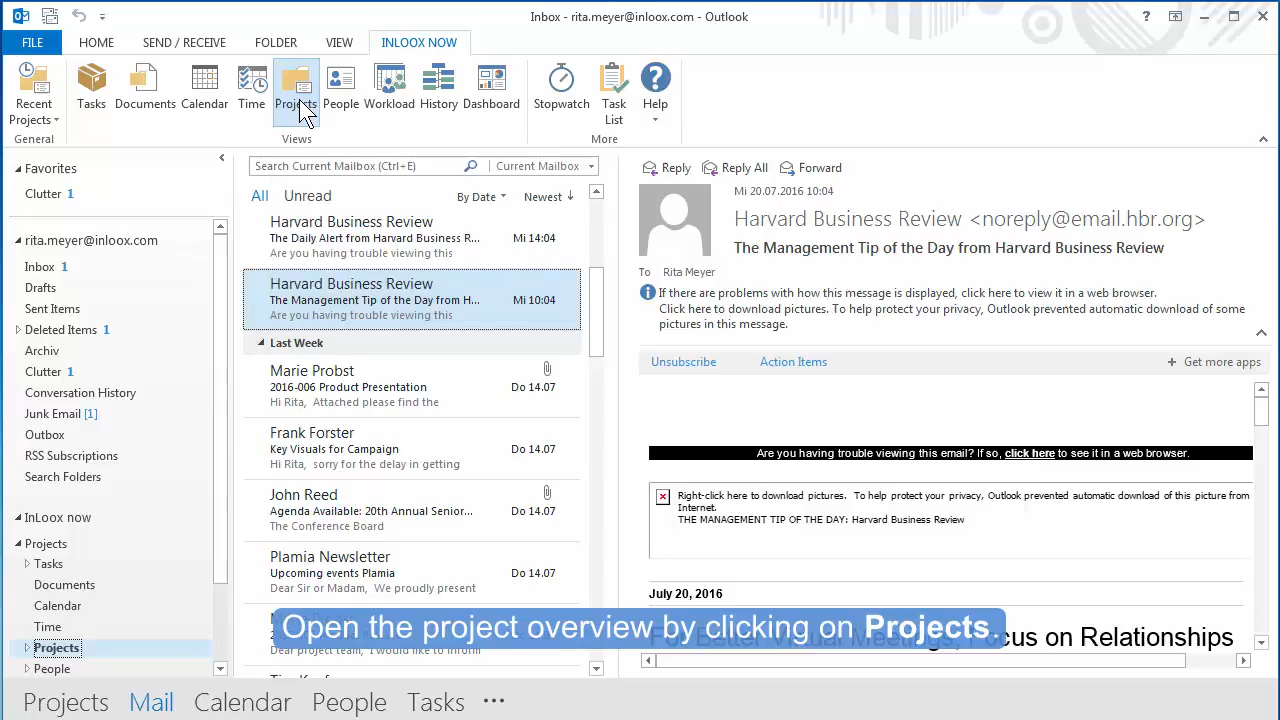 Inbox - rita.meyer@inloox.com - Outlook
FILE HOME SEND / RECEIVE FOLDER VIEW INLOOX NOW
Recent Projects
Tasks
Documents
Calendar
Time
Projects
People
Workload
History
Dashboard
Stopwatch
Task List
Help
General
Views
More
Favorites
Clutter 1
rita.meyer@inloox.com
Inbox 1
Drafts
Sent Items
Deleted Items 1
Archiv
Clutter 1
Conversation History
Junk Email [1]
Outbox
RSS Subscriptions
Search Folders
InLoox now
Projects
Tasks
Documents
Calendar
Time
Projects
People
Search Current Mailbox (Ctrl+E)
Current Mailbox
All Unread
By Date Newest
Harvard Business Review
The Daily Alert from Harvard Business R... Mi 14:04
Are you having trouble viewing this
Harvard Business Review
The Management Tip of the Day from H... Mi 10:04
Are you having trouble viewing this
Last Week
Marie Probst
2016-006 Product Presentation Do 14.07
Hi Rita, Attached please find the
Frank Forster
Key Visuals for Campaign Do 14.07
Hi Rita, sorry for the delay in getting
John Reed
Agenda Available: 20th Annual Senior... Do 14.07
The Conference Board
Plamia Newsletter
Upcoming events Plamia Do 14.07
Dear Sir or Madam, We proudly present
Dear project team, I would like to inform
Reply Reply All Forward
Mi 20.07.2016 10:04
Harvard Business Review <noreply@email.hbr.org>
The Management Tip of the Day from Harvard Business Review
To Rita Meyer
If there are problems with how this message is displayed, click here to view it in a web browser.
Click here to download pictures. To help protect your privacy, Outlook prevented automatic download of some
pictures in this message.
Unsubscribe Action Items + Get more apps
Are you having trouble viewing this email? If so, click here to see it in a web browser.
Right-click here to download pictures. To help protect your privacy, Outlook prevented automatic download of this picture from
Internet.
THE MANAGEMENT TIP OF THE DAY: Harvard Business Review
July 20, 2016
For Better Virtual Meetings, Focus on Relationships
Open the project overview by clicking on Projects.
Projects Mail Calendar People Tasks ...